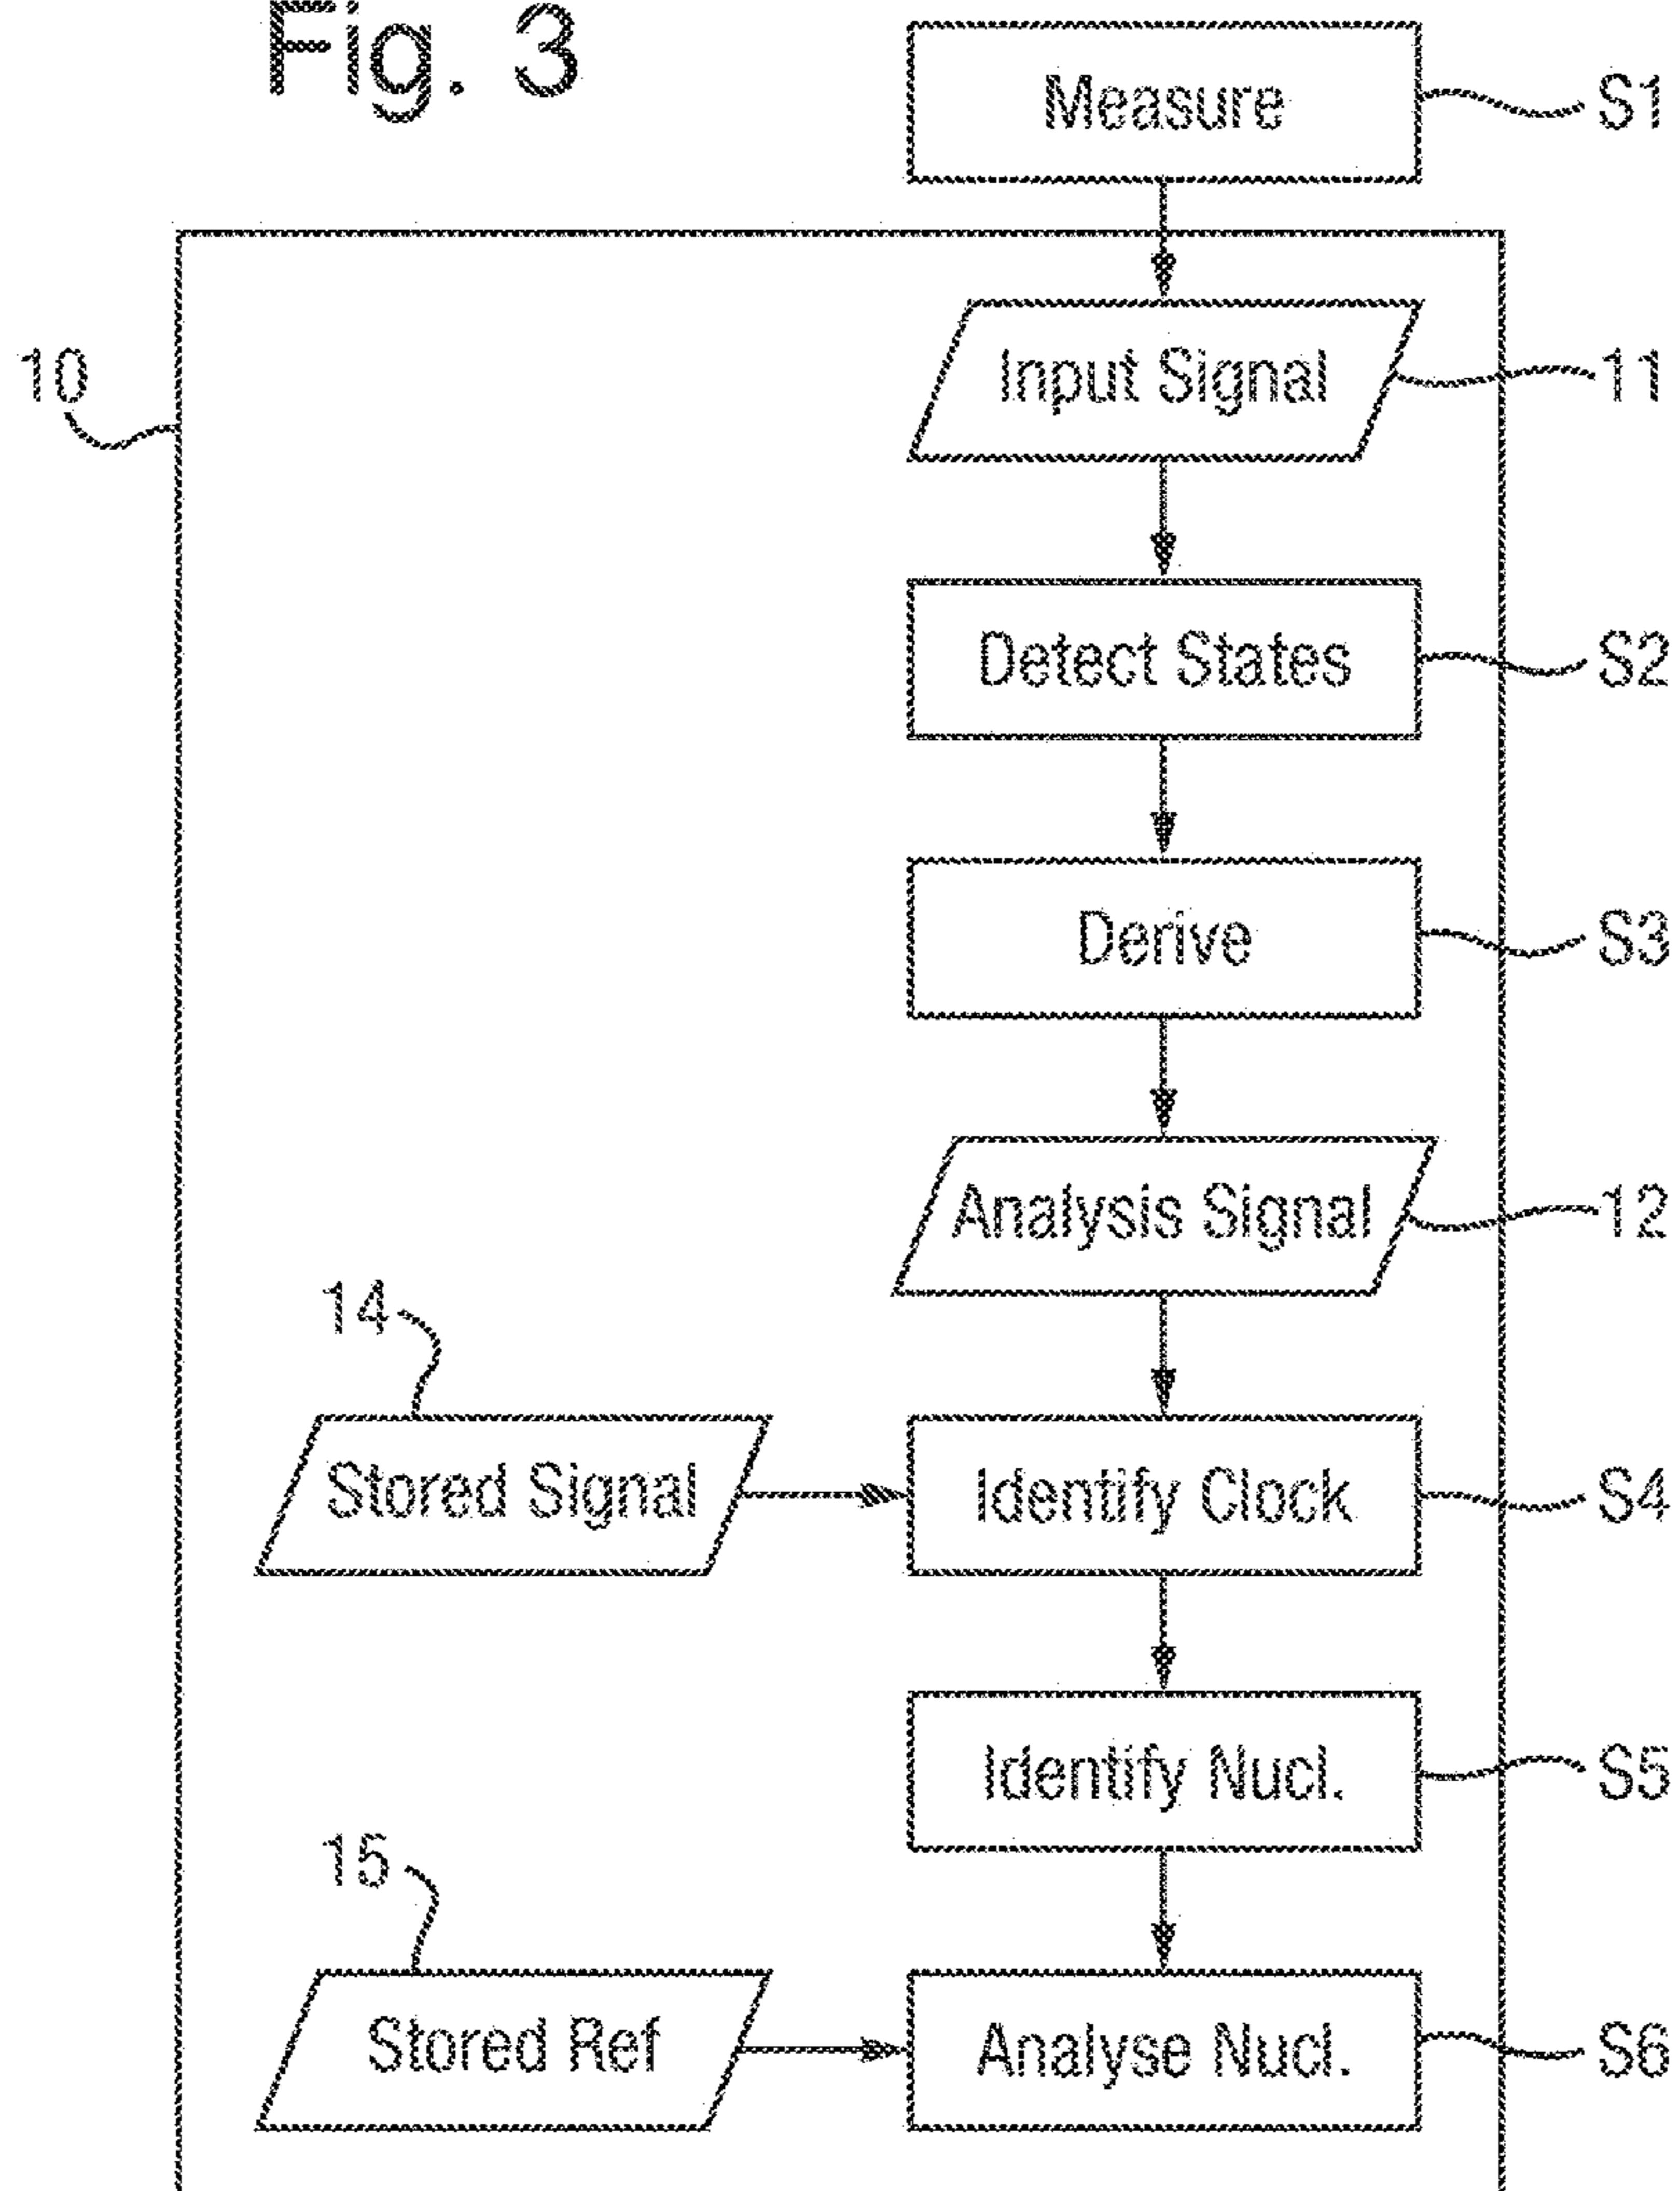 Fig. 3
Measure
S1
10
Input Signal
11
Detect States
S2
Derive
S3
Analysis Signal
12
14
Stored Signal
Identify Clock
S4
Identify Nucl.
S5
15
Stored Ref
Analyse Nucl.
S6